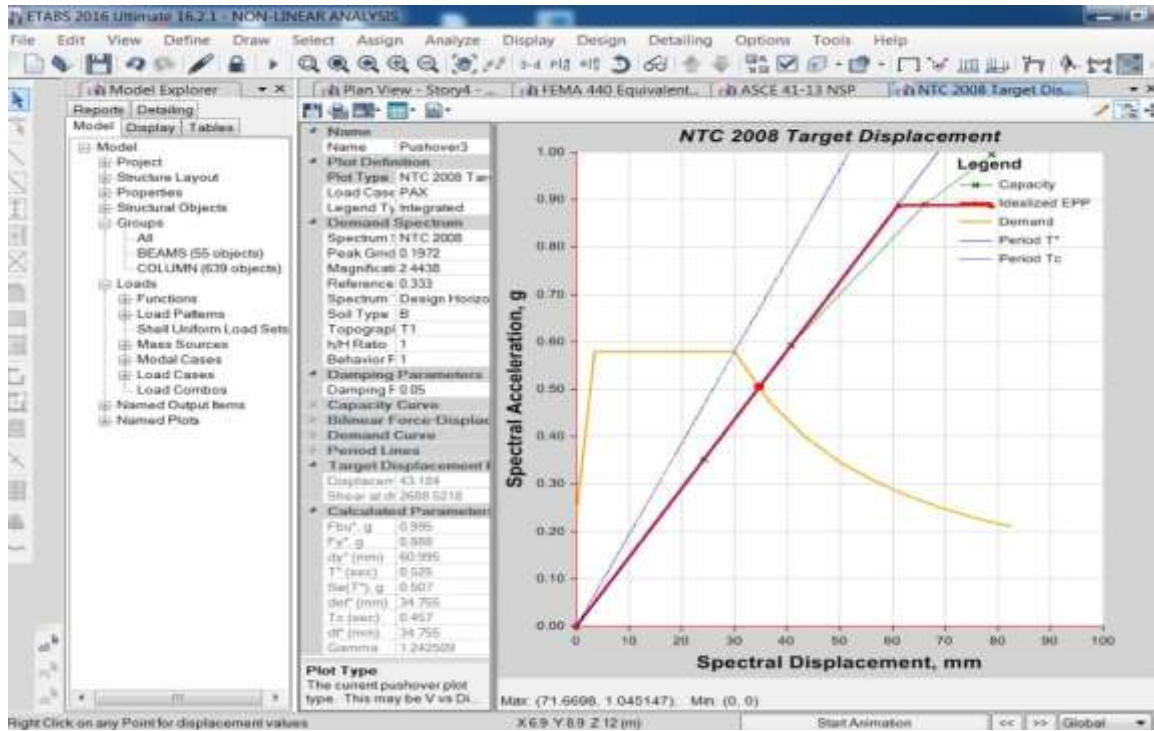 ETABS 2016 Ultimate 16.2.1 - NON-LINEAR ANALYSIS
File Edit View Define Draw Select Assign Analyze Display Design Detailing Options Tools Help
Model Explorer
Plan View - Story4 - ...
FEMA 440 Equivalent...
ASCE 41-13 NSP
NTC 2008 Target Dis...
Reports Detailing
Model Display Tables
Model
Project
Structure Layout
Properties
Structural Objects
Groups
All
BEAMS (55 objects)
COLUMN (639 objects)
Loads
Functions
Load Patterns
Shell Uniform Load Sets
Mass Sources
Modal Cases
Load Cases
Load Combos
Named Output Items
Named Plots
Name
Name Pushover3
Plot Definition
Plot Type NTC 2008 Tar
Load Case PAX
Legend Ty Integrated
Demand Spectrum
Spectrum NTC 2008
Peak Grnd 0.1972
Magnificati 2.4438
Reference 0.333
Spectrum Design Horizo
Soil Type B
Topograpl T1
h/H Ratio 1
Behavior F 1
Damping Parameters
Damping F 0.05
Capacity Curve
Bilinear Force-Displac
Demand Curve
Period Lines
Target Displacement
Displacem 43.184
Shear at di 2688.5218
Calculated Parameter
Fbu*, g 0.995
Fy*, g 0.888
dy* (mm) 60.995
T* (sec) 0.529
Se(T*), g 0.507
det* (mm) 34.755
Tc (sec) 0.457
dt* (mm) 34.755
Gamma 1.242509
Plot Type
The current pushover plot
type. This may be V vs Di...
NTC 2008 Target Displacement
Legend
Capacity
Idealized EPP
Demand
Period T*
Period Tc
Spectral Acceleration, g
1.00
0.90
0.80
0.70
0.60
0.50
0.40
0.30
0.20
0.10
0.00
0 10 20 30 40 50 60 70 80 90 100
Spectral Displacement, mm
Max: (71.6698, 1.045147); Min: (0, 0)
Right Click on any Point for displacement values
X 6.9 Y 8.9 Z 12 (m)
Start Animation
<< >> Global